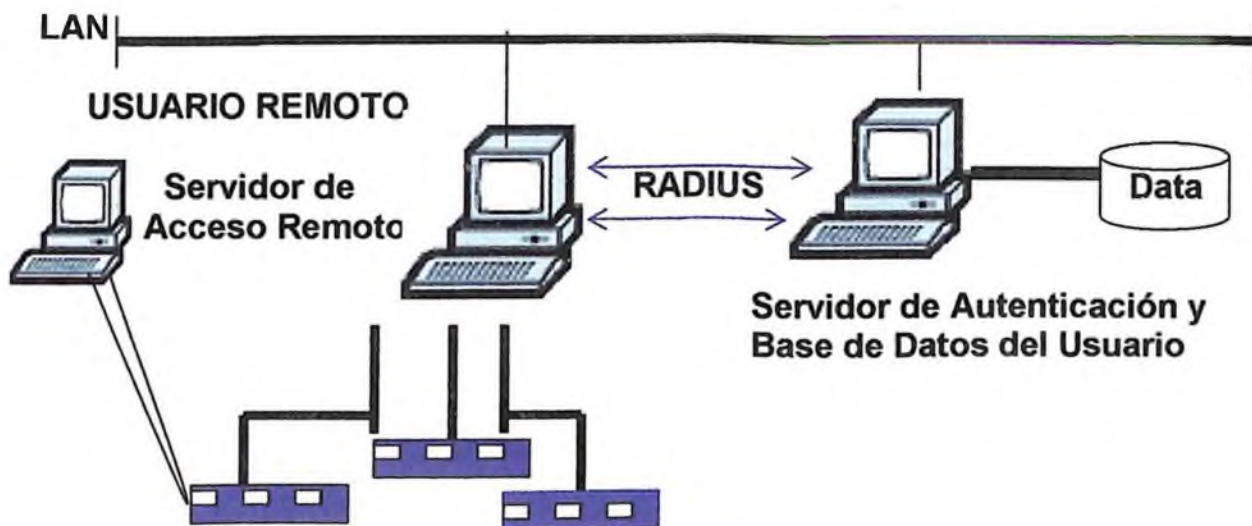 LAN
USUARIO REMOTO
Servidor de
Acceso Remoto
RADIUS
Data
Servidor de Autenticación y
Base de Datos del Usuario